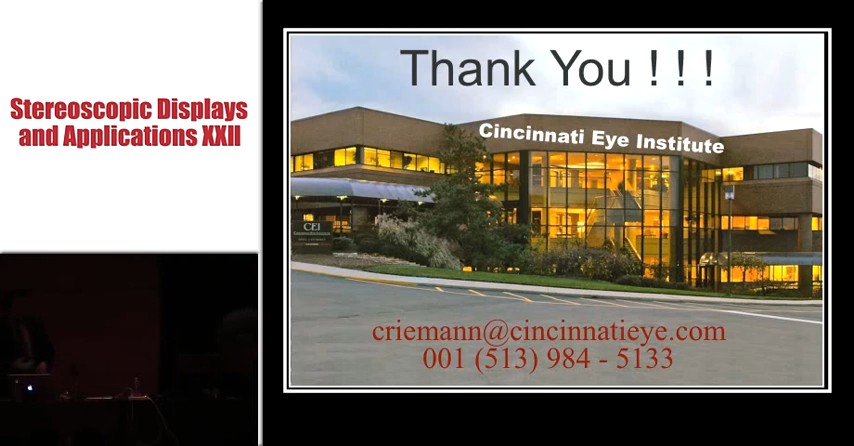 Stereoscopic Displays
and Applications XXII
Thank You ! ! !
Cincinnati Eye Institute
CEI
criemann@cincinnatieye.com
001 (513) 984 - 5133